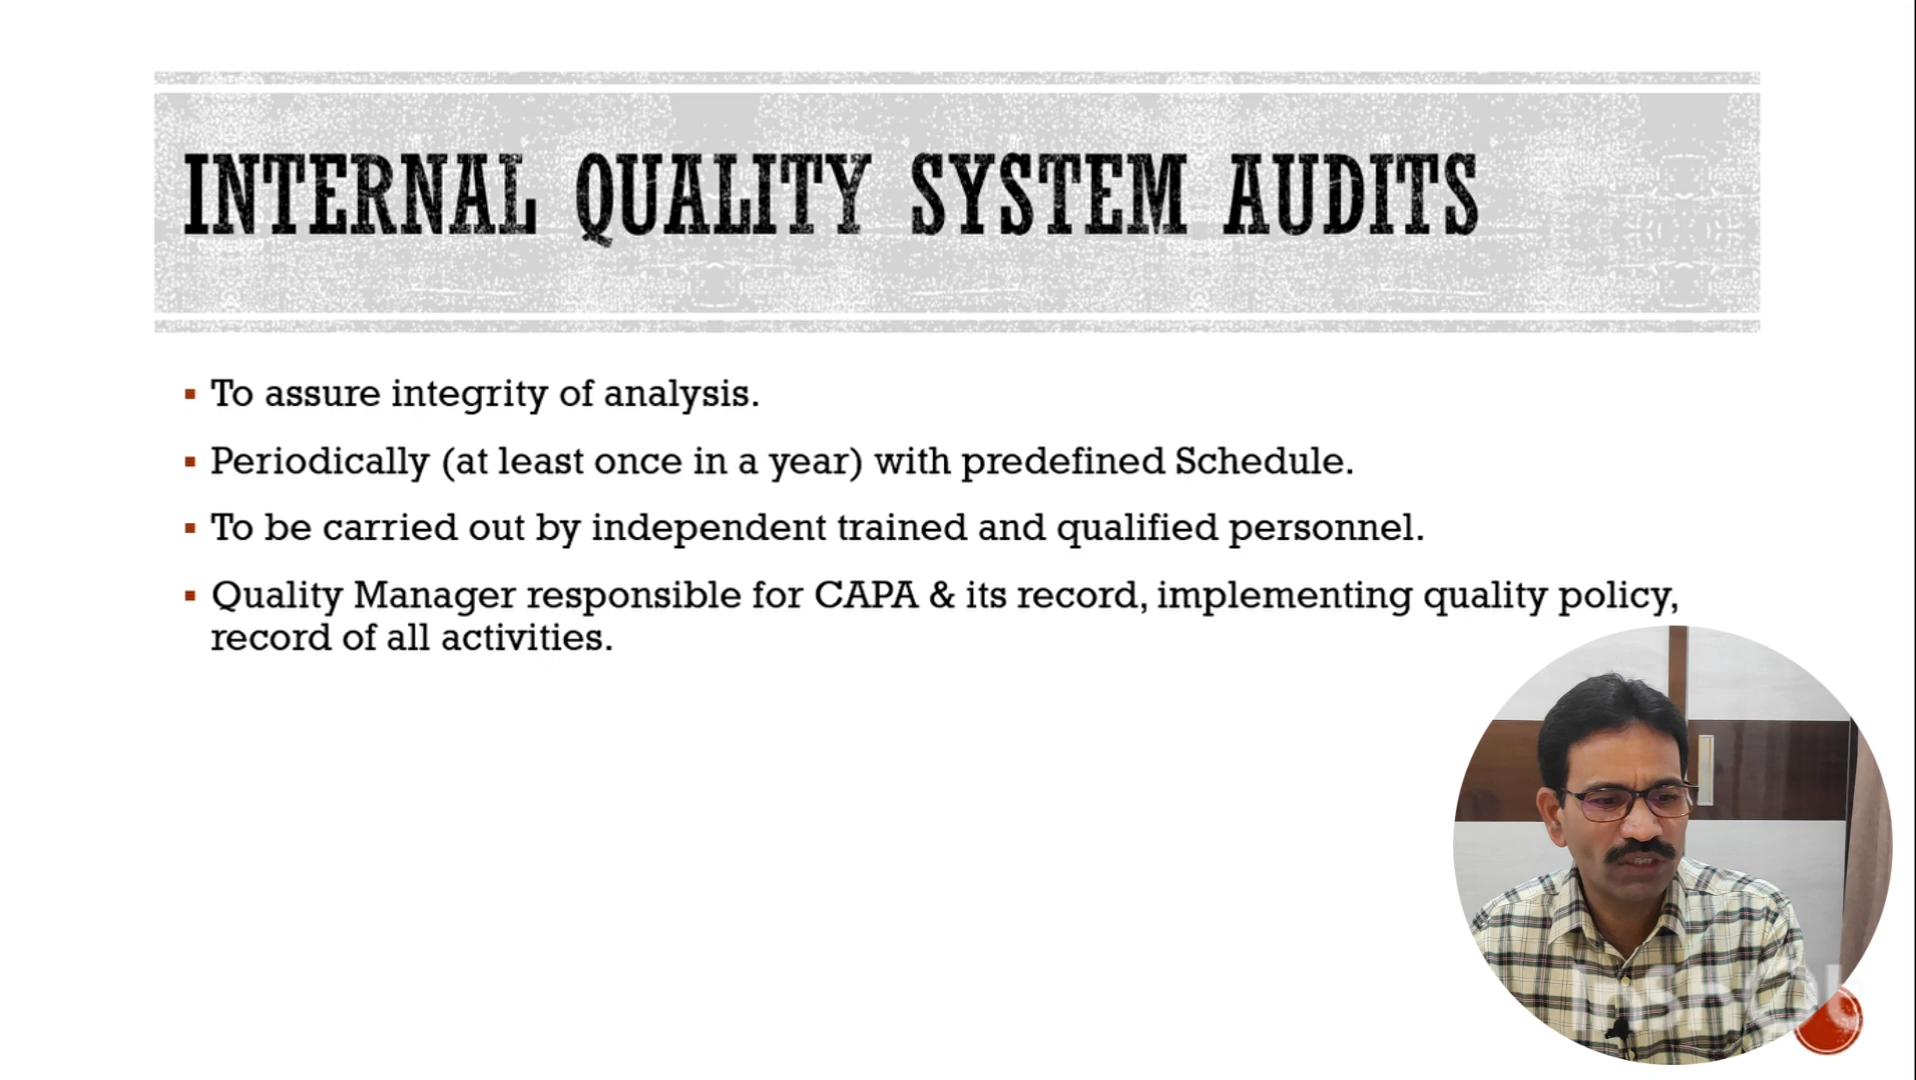 INTERNAL QUALITY SYSTEM AUDITS
▪ To assure integrity of analysis.
▪ Periodically (at least once in a year) with predefined Schedule.
▪ To be carried out by independent trained and qualified personnel.
▪ Quality Manager responsible for CAPA & its record, implementing quality policy,
record of all activities.